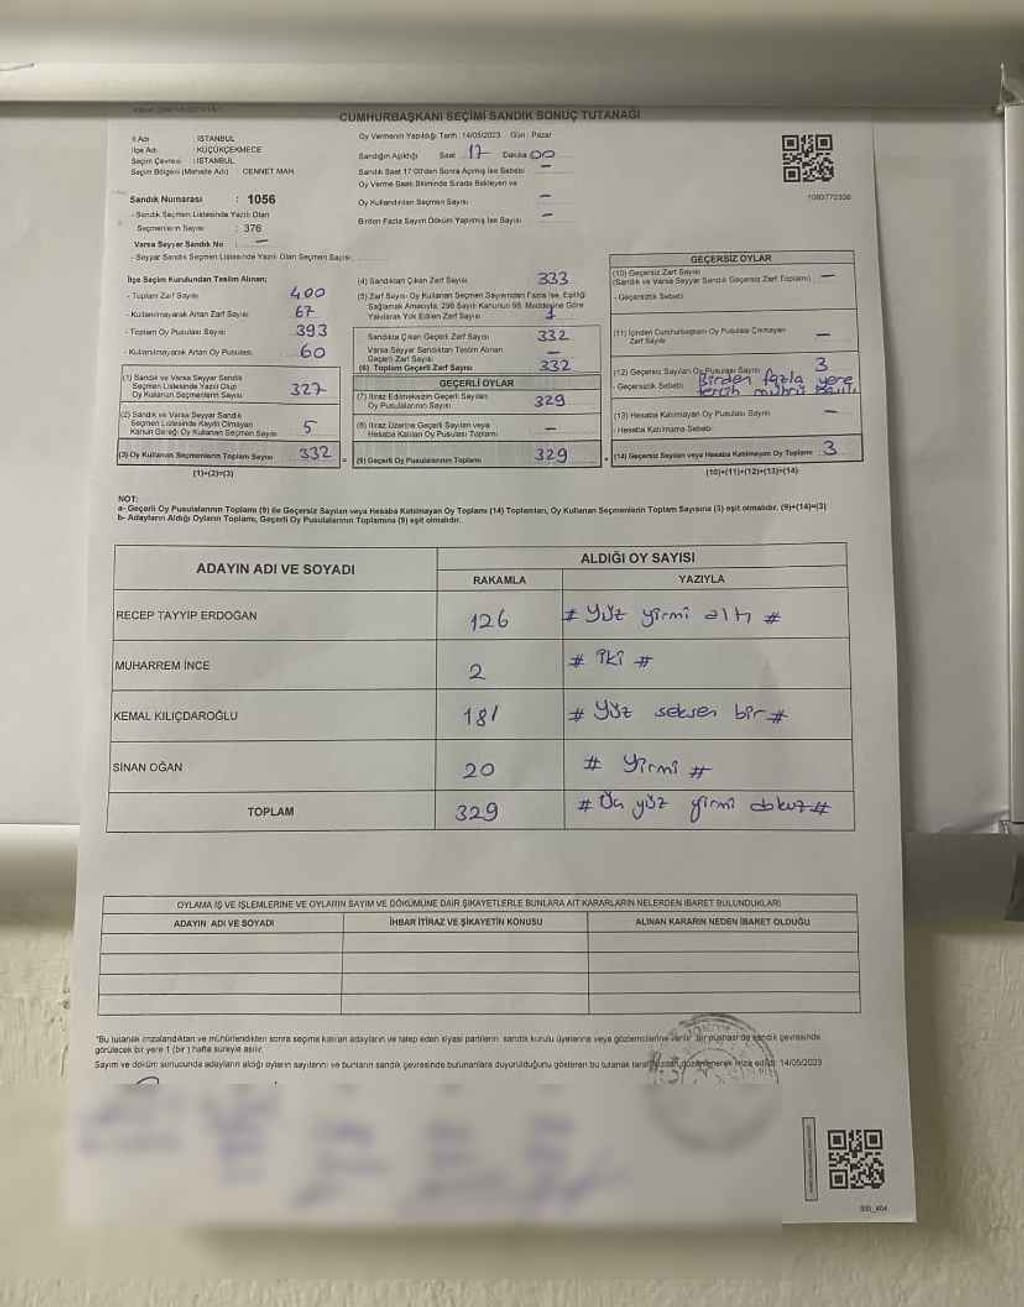 CUMHURBAŞKANI SEÇİMİ SANDIK SONUÇ TUTANAĞI
İl Adı : İSTANBUL
İlçe Adı : KÜÇÜKÇEKMECE
Seçim Çevresi : İSTANBUL
Seçim Bölgesi (Mahalle Adı) CENNET MAH.
Sandık Numarası : 1056
- Sandık Seçmen Listesinde Yazılı Olan
Seçmenlerin Sayısı : 376
Varsa Seyyar Sandık No : —
- Seyyar Sandık Seçmen Listesinde Yazılı Olan Seçmen Sayısı
Oy Vermenin Yapıldığı Tarih : 14/05/2023 Gün : Pazar
Sandığın Açıldığı Saat 17 Dakika 00
Sandık Saat 17:00'den Sonra Açılmış İse Sebebi —
Oy Verme Saati Bitiminde Sırada Bekleyen ve
Oy Kullandırılan Seçmen Sayısı —
Birden Fazla Sayım Döküm Yapılmış İse Sayısı —
1080772336
İlçe Seçim Kurulundan Teslim Alınan;
- Toplam Zarf Sayısı 400
- Kullanılmayarak Artan Zarf Sayısı 67
- Toplam Oy Pusulası Sayısı 393
- Kullanılmayarak Artan Oy Pusulası 60
(1) Sandık ve Varsa Seyyar Sandık
Seçmen Listesinde Yazılı Olup
Oy Kullanan Seçmenlerin Sayısı 327
(2) Sandık ve Varsa Seyyar Sandık
Seçmen Listesinde Kayıtlı Olmayan
Kanun Gereği Oy Kullanan Seçmen Sayısı 5
(3) Oy Kullanan Seçmenlerin Toplam Sayısı 332
(1)+(2)=(3)
(4) Sandıktan Çıkan Zarf Sayısı 333
(5) Zarf Sayısı Oy Kullanan Seçmen Sayısından Fazla İse, Eşitliği
Sağlamak Amacıyla, 298 Sayılı Kanunun 98. Maddesine Göre
Yakılarak Yok Edilen Zarf Sayısı 1
Sandıkta Çıkan Geçerli Zarf Sayısı 332
Varsa Seyyar Sandıktan Teslim Alınan
Geçerli Zarf Sayısı —
(6) Toplam Geçerli Zarf Sayısı 332
GEÇERLİ OYLAR
(7) İtiraz Edilmeksizin Geçerli Sayılan
Oy Pusulalarının Sayısı 329
(8) İtiraz Üzerine Geçerli Sayılan veya
Hesaba Katılan Oy Pusulası Toplamı —
(9) Geçerli Oy Pusulalarının Toplamı 329
GEÇERSİZ OYLAR
(10) Geçersiz Zarf Sayısı
(Sandık ve Varsa Seyyar Sandık Geçersiz Zarf Toplamı) —
- Geçersizlik Sebebi
(11) İçinden Cumhurbaşkanı Oy Pusulası Çıkmayan
Zarf Sayısı —
(12) Geçersiz Sayılan Oy Pusulası Sayısı 3
- Geçersizlik Sebebi Birden fazla yere
tercih mührü basılı
(13) Hesaba Katılmayan Oy Pusulası Sayısı —
- Hesaba Katılmama Sebebi
(14) Geçersiz Sayılan veya Hesaba Katılmayan Oy Toplamı 3
(10)+(11)+(12)+(13)=(14)
NOT:
a- Geçerli Oy Pusulalarının Toplamı (9) ile Geçersiz Sayılan veya Hesaba Katılmayan Oy Toplamı (14) Toplamları, Oy Kullanan Seçmenlerin Toplam Sayısına (3) eşit olmalıdır. (9)+(14)=(3)
b- Adayların Aldığı Oyların Toplamı, Geçerli Oy Pusulalarının Toplamına (9) eşit olmalıdır.
ADAYIN ADI VE SOYADI
ALDIĞI OY SAYISI
RAKAMLA YAZIYLA
RECEP TAYYİP ERDOĞAN 126 # Yüz yirmi altı #
MUHARREM İNCE 2 # iki #
KEMAL KILIÇDAROĞLU 181 # Yüz seksen bir #
SİNAN OĞAN 20 # Yirmi #
TOPLAM 329 # Üç yüz yirmi dokuz #
OYLAMA İŞ VE İŞLEMLERİNE VE OYLARIN SAYIM VE DÖKÜMÜNE DAİR ŞİKAYETLERLE BUNLARA AİT KARARLARIN NELERDEN İBARET BULUNDUKLARI
ADAYIN ADI VE SOYADI İHBAR İTİRAZ VE ŞİKAYETİN KONUSU ALINAN KARARIN NEDEN İBARET OLDUĞU
"Bu tutanak imzalandıktan ve mühürlendikten sonra seçime katılan adayların ve talep eden siyasi partilerin sandık kurulu üyelerine veya gözlemcilerine verilir. Bir nüshası da sandık çevresinde
görülecek bir yere 1 (bir) hafta süreyle asılır.
Sayım ve döküm sonucunda adayların aldığı oyların sayılarını ve bunların sandık çevresinde bulunanlara duyurulduğunu gösteren bu tutanak düzenlenerek imza edildi. 14/05/2023